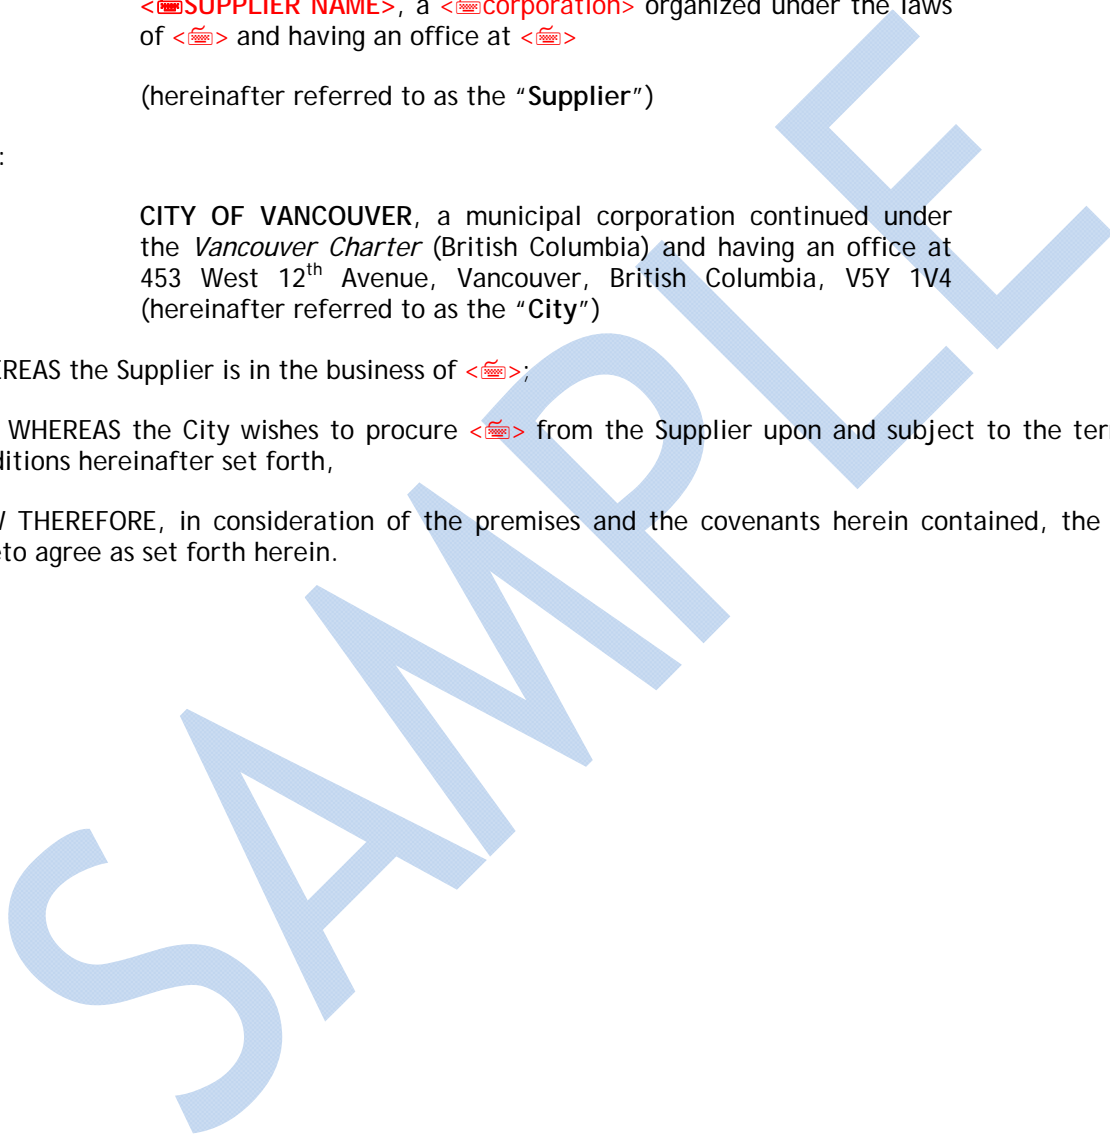 <⌨SUPPLIER NAME>, a <⌨corporation> organized under the laws
of <⌨> and having an office at <⌨>
(hereinafter referred to as the “Supplier”)
:
CITY OF VANCOUVER, a municipal corporation continued under
the Vancouver Charter (British Columbia) and having an office at
453 West 12th Avenue, Vancouver, British Columbia, V5Y 1V4
(hereinafter referred to as the “City”)
EREAS the Supplier is in the business of <⌨>;
WHEREAS the City wishes to procure <⌨> from the Supplier upon and subject to the ter
ditions hereinafter set forth,
THEREFORE, in consideration of the premises and the covenants herein contained, the
eto agree as set forth herein.
SAMPLE